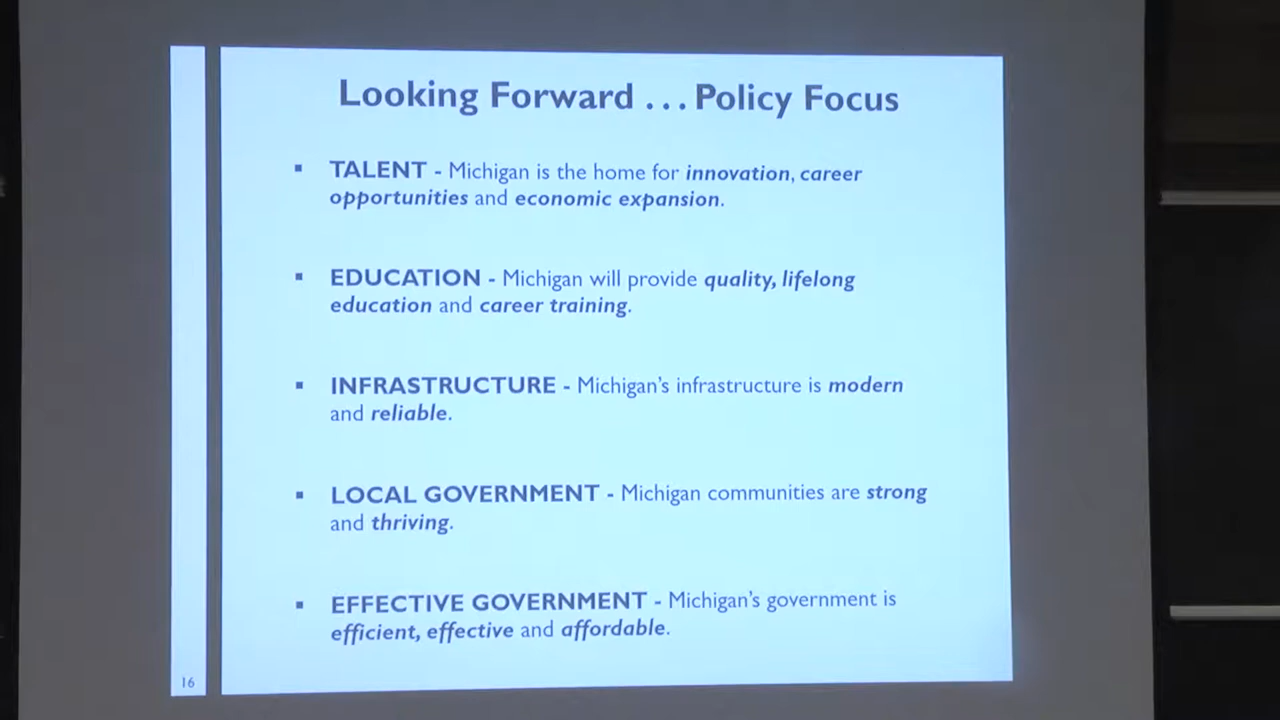 Looking Forward . . . Policy Focus
▪ TALENT - Michigan is the home for innovation, career
opportunities and economic expansion.
▪ EDUCATION - Michigan will provide quality, lifelong
education and career training.
▪ INFRASTRUCTURE - Michigan's infrastructure is modern
and reliable.
▪ LOCAL GOVERNMENT - Michigan communities are strong
and thriving.
▪ EFFECTIVE GOVERNMENT - Michigan's government is
efficient, effective and affordable.
16